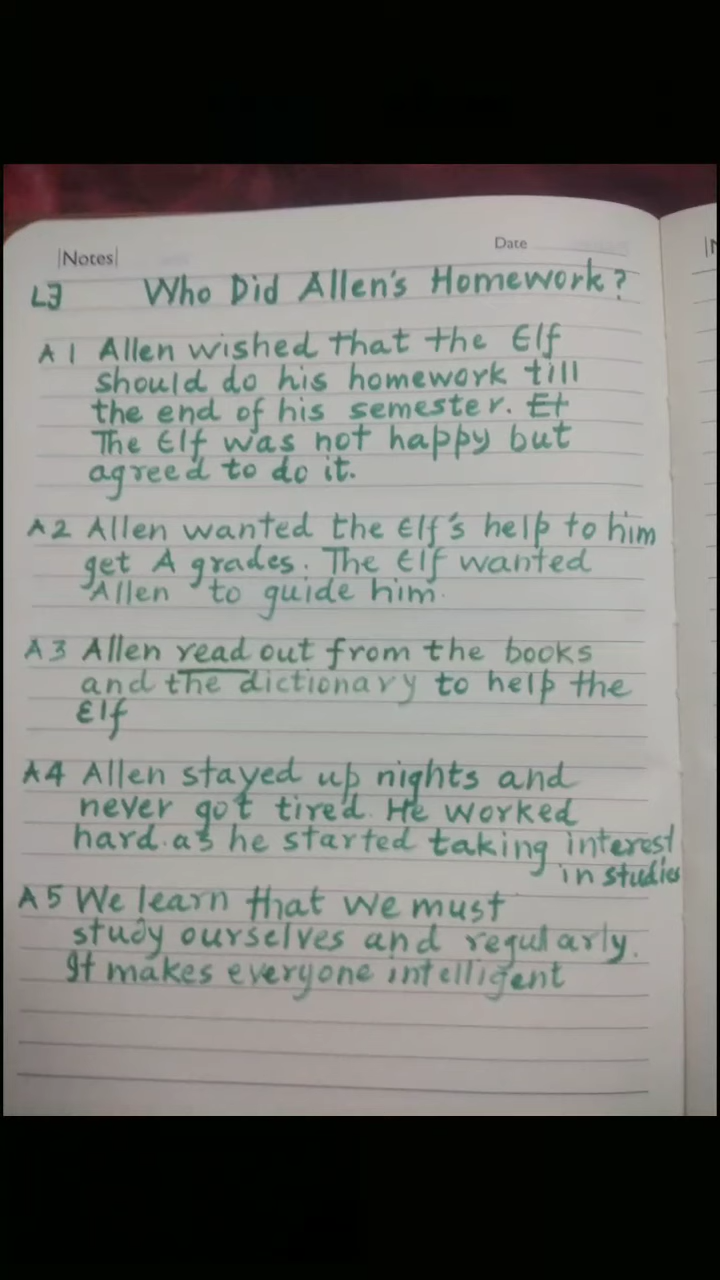 |Notes|
Date
L3 Who Did Allen's Homework?
A 1 Allen wished that the Elf
should do his homework till
the end of his semester. Et
The Elf was not happy but
agreed to do it.
A2 Allen wanted the Elf's help to him
get A grades. The Elf wanted
Allen to guide him.
A3 Allen read out from the books
and the dictionary to help the
Elf
A4 Allen stayed up nights and
never got tired. He worked
hard.as he started taking interest
in studies
A5 We learn that we must
study ourselves and regularly.
It makes everyone intelligent